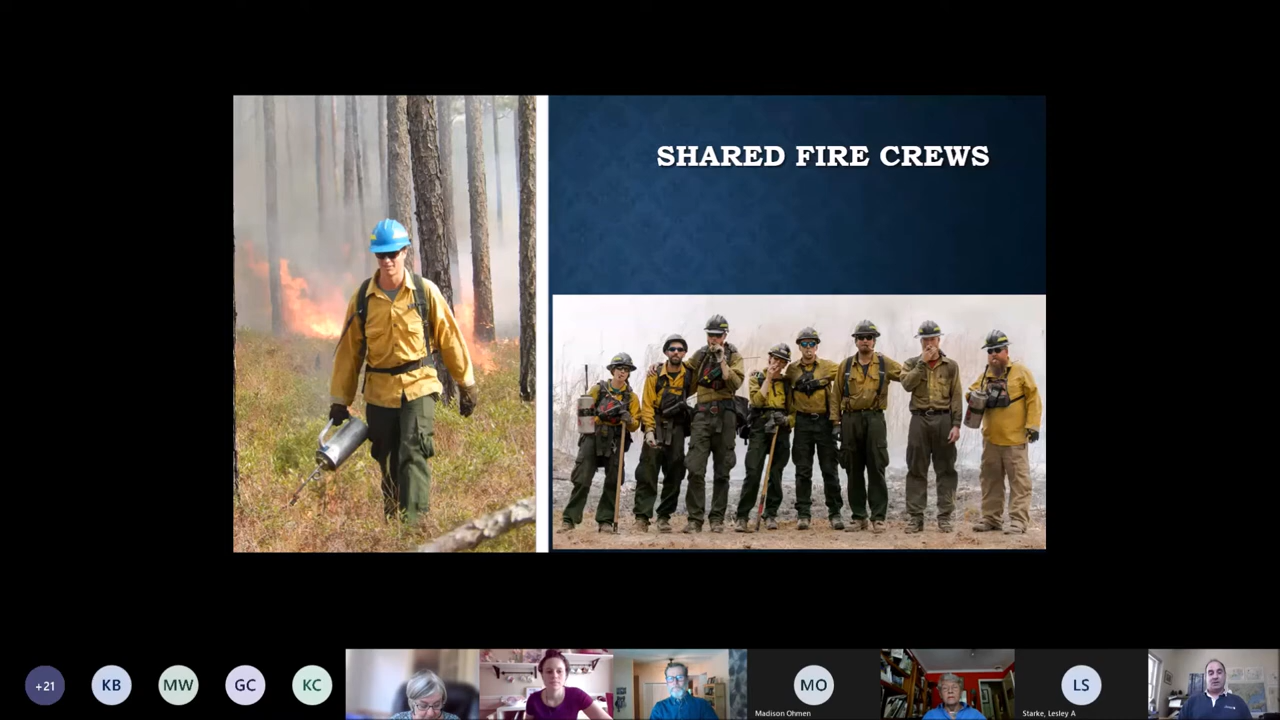 SHARED FIRE CREWS
+21
KB
MW
GC
KC
MO
Madison Ohmen
LS
Starke, Lesley A